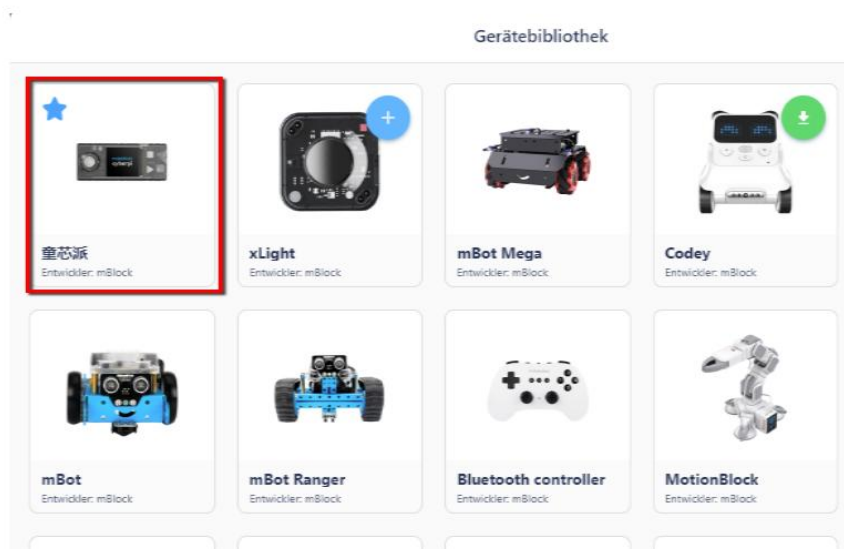 Gerätebibliothek
童芯派
Entwickler: mBlock
xLight
Entwickler: mBlock
mBot Mega
Entwickler: mBlock
Codey
Entwickler: mBlock
mBot
Entwickler: mBlock
mBot Ranger
Entwickler: mBlock
Bluetooth controller
Entwickler: mBlock
MotionBlock
Entwickler: mBlock